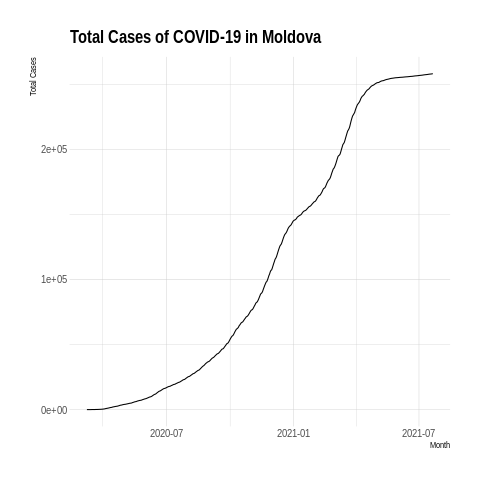 Total Cases of COVID-19 in Moldova
Total Cases
2e+05
1e+05
0e+00
2020-07
2021-01
2021-07
Month